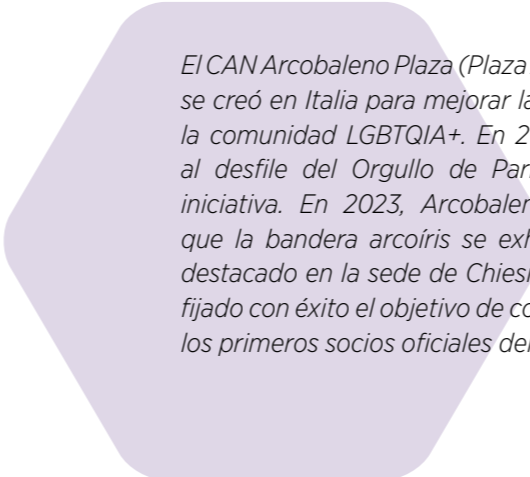 El CAN Arcobaleno Plaza (Plaza
se creó en Italia para mejorar la
la comunidad LGBTQIA+. En 2
al desfile del Orgullo de Par
iniciativa. En 2023, Arcobalen
que la bandera arcoíris se exh
destacado en la sede de Chiesi
fijado con éxito el objetivo de co
los primeros socios oficiales del